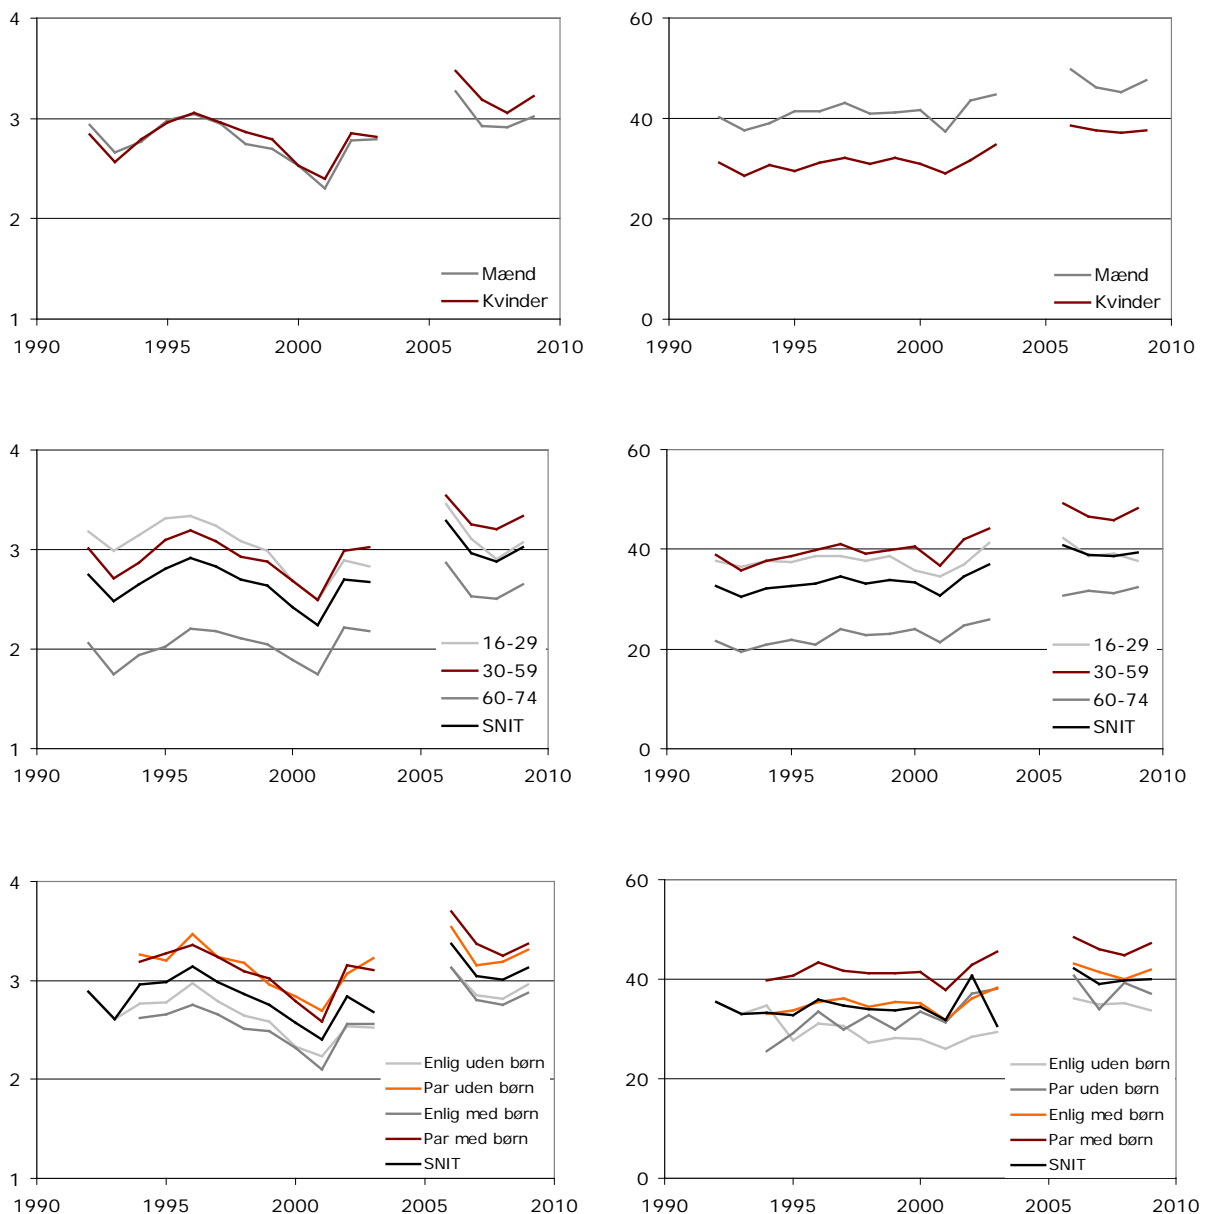 4
3
2
1
1990 1995 2000 2005 2010
Mænd
Kvinder
60
40
20
0
1990 1995 2000 2005 2010
Mænd
Kvinder
4
3
2
1
1990 1995 2000 2005 2010
16-29
30-59
60-74
SNIT
60
40
20
0
1990 1995 2000 2005 2010
16-29
30-59
60-74
SNIT
4
3
2
1
1990 1995 2000 2005 2010
Enlig uden børn
Par uden børn
Enlig med børn
Par med børn
SNIT
60
40
20
0
1990 1995 2000 2005 2010
Enlig uden børn
Par uden børn
Enlig med børn
Par med børn
SNIT